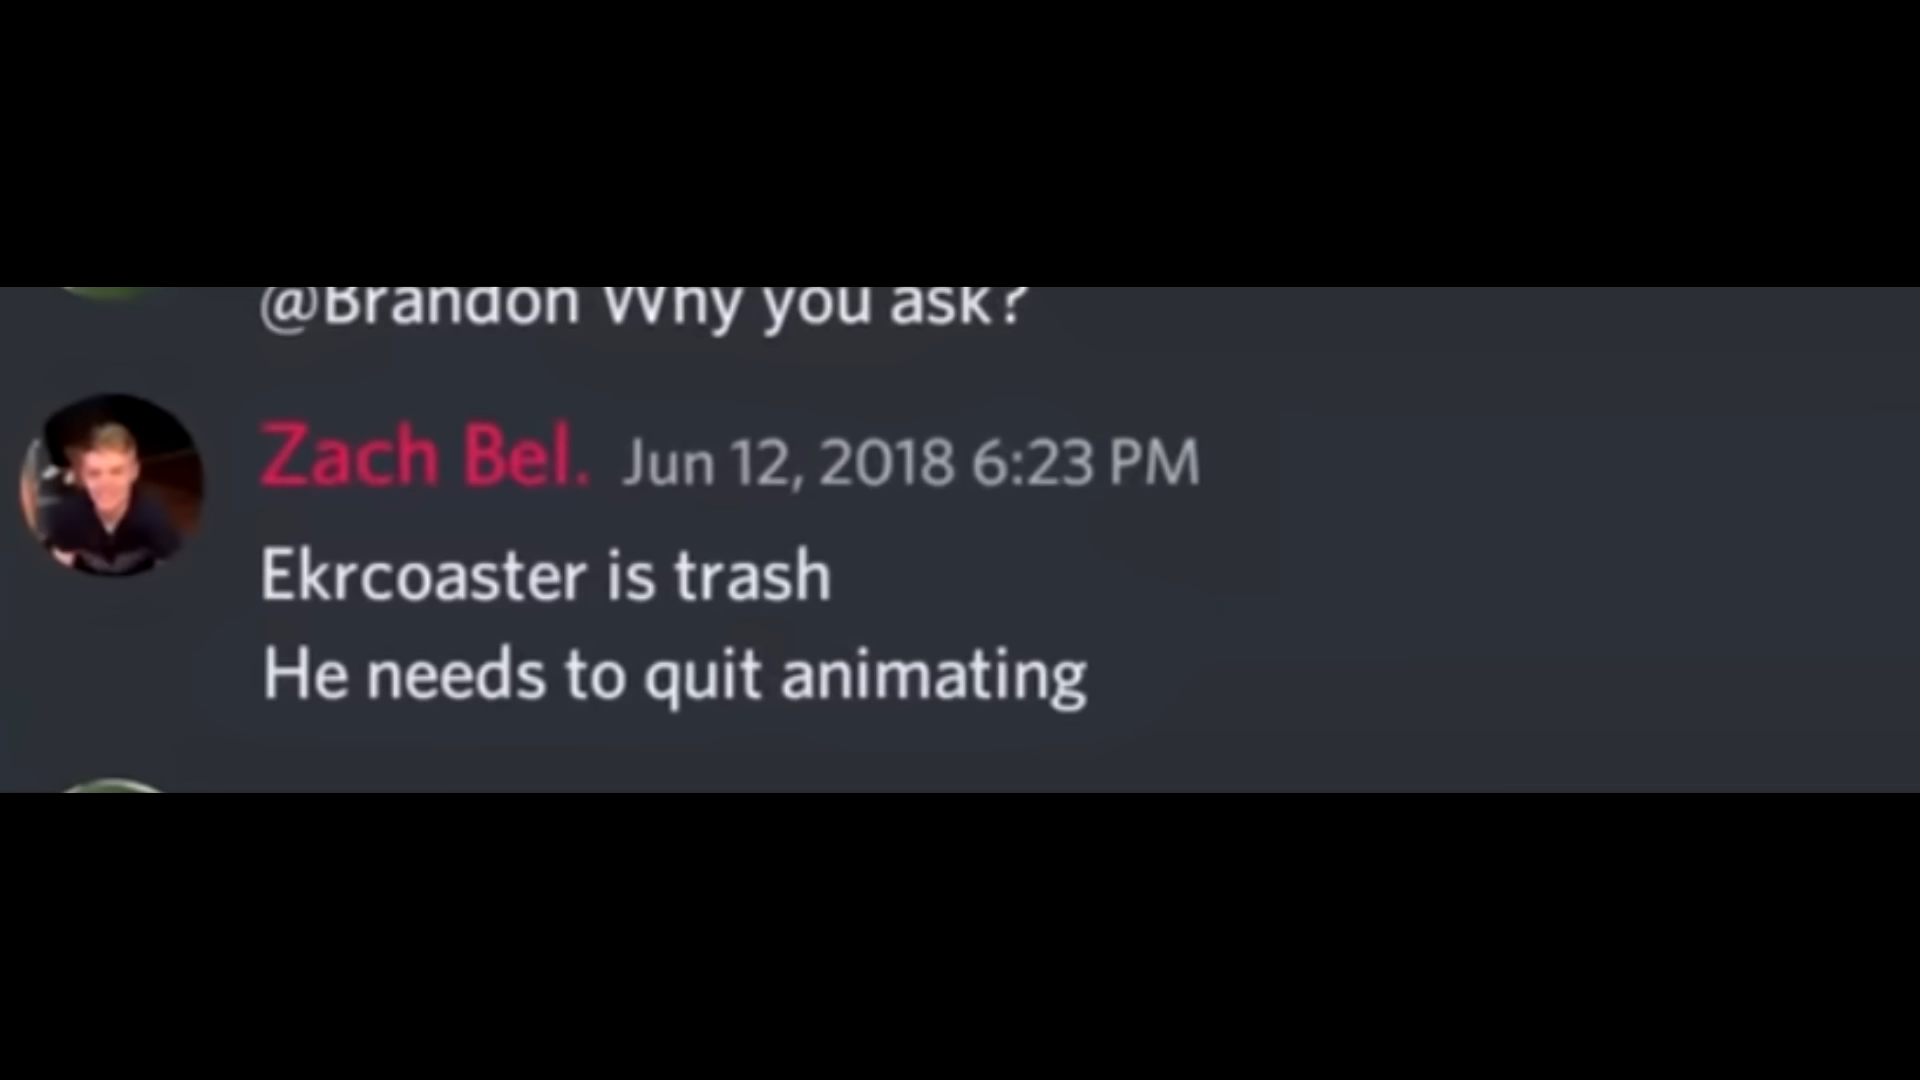 @Brandon Why you ask?
Zach Bel. Jun 12, 2018 6:23 PM
Ekrcoaster is trash
He needs to quit animating